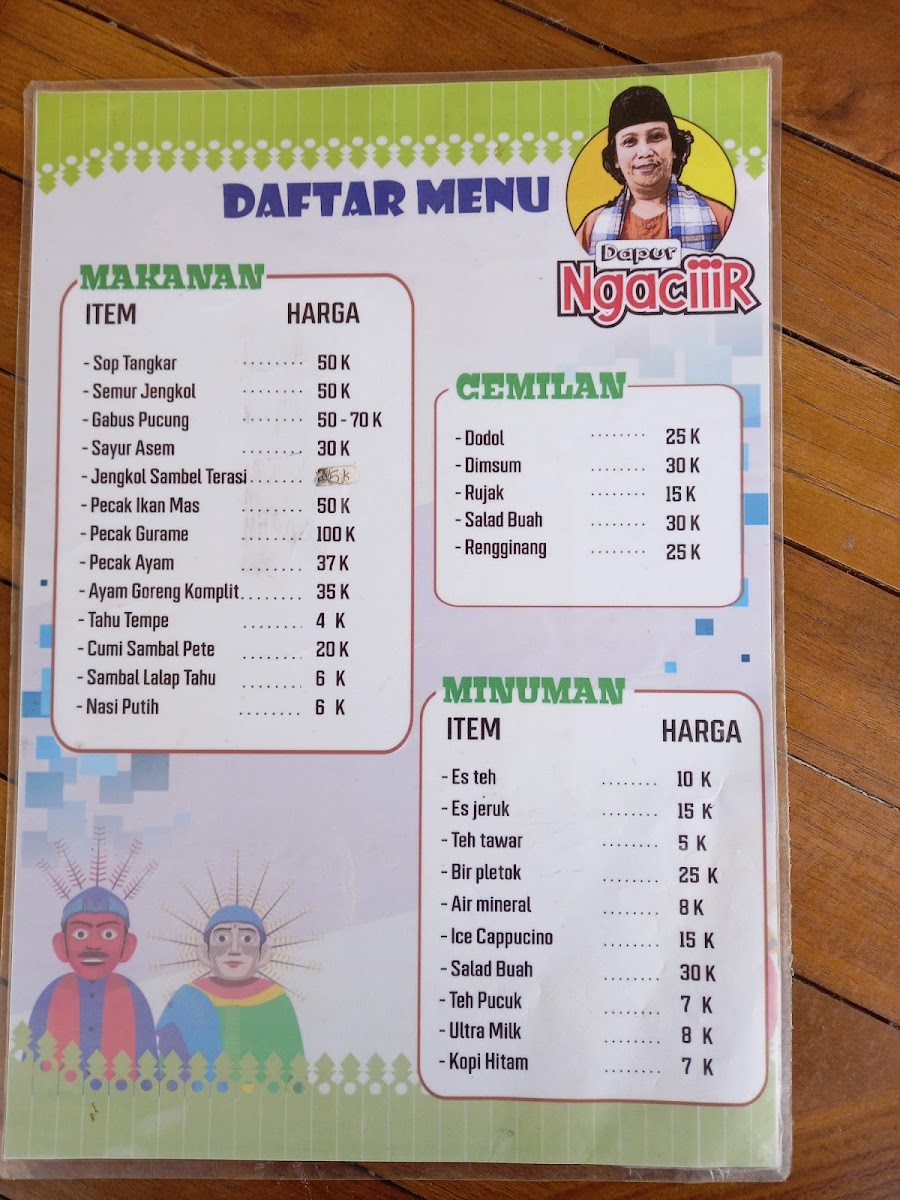 DAFTAR MENU
Dapur
NgaciiiR
MAKANAN
ITEM HARGA
- Sop Tangkar ........ 50 K
- Semur Jengkol ........ 50 K
- Gabus Pucung ........ 50 - 70 K
- Sayur Asem ........ 30 K
- Jengkol Sambel Terasi ........
- Pecak Ikan Mas ........ 50 K
- Pecak Gurame ........ 100 K
- Pecak Ayam ........ 37 K
- Ayam Goreng Komplit ........ 35 K
- Tahu Tempe ........ 4 K
- Cumi Sambal Pete ........ 20 K
- Sambal Lalap Tahu ........ 6 K
- Nasi Putih ........ 6 K
CEMILAN
- Dodol ........ 25 K
- Dimsum ........ 30 K
- Rujak ........ 15 K
- Salad Buah ........ 30 K
- Rengginang ........ 25 K
MINUMAN
ITEM HARGA
- Es teh ........ 10 K
- Es jeruk ........ 15 K
- Teh tawar ........ 5 K
- Bir pletok ........ 25 K
- Air mineral ........ 8 K
- Ice Cappucino ........ 15 K
- Salad Buah ........ 30 K
- Teh Pucuk ........ 7 K
- Ultra Milk ........ 8 K
- Kopi Hitam ........ 7 K